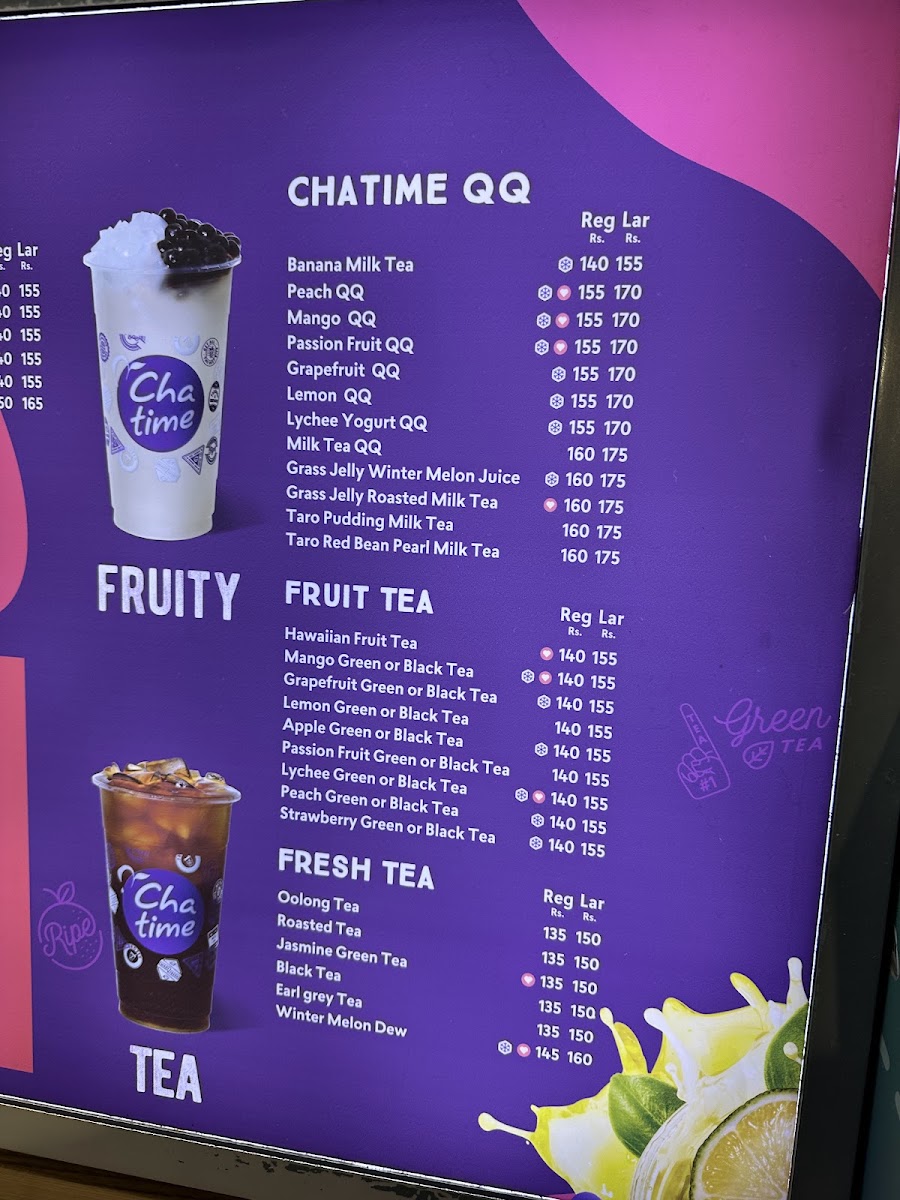 CHATIME QQ
Reg Lar
Rs. Rs.
Banana Milk Tea 140 155
Peach QQ 155 170
Mango QQ 155 170
Passion Fruit QQ 155 170
Grapefruit QQ 155 170
Lemon QQ 155 170
Lychee Yogurt QQ 155 170
Milk Tea QQ 160 175
Grass Jelly Winter Melon Juice 160 175
Grass Jelly Roasted Milk Tea 160 175
Taro Pudding Milk Tea 160 175
Taro Red Bean Pearl Milk Tea 160 175
Lar
Rs.
155
155
155
155
155
165
Cha
time
FRUITY
FRUIT TEA
Reg Lar
Rs. Rs.
Hawaiian Fruit Tea 140 155
Mango Green or Black Tea 140 155
Grapefruit Green or Black Tea 140 155
Lemon Green or Black Tea 140 155
Apple Green or Black Tea 140 155
Passion Fruit Green or Black Tea 140 155
Lychee Green or Black Tea 140 155
Peach Green or Black Tea 140 155
Strawberry Green or Black Tea 140 155
Green
TEA
#1
Cha
time
Ripe
TEA
FRESH TEA
Reg Lar
Rs. Rs.
Oolong Tea 135 150
Roasted Tea 135 150
Jasmine Green Tea 135 150
Black Tea 135 150
Earl grey Tea 135 150
Winter Melon Dew 145 160